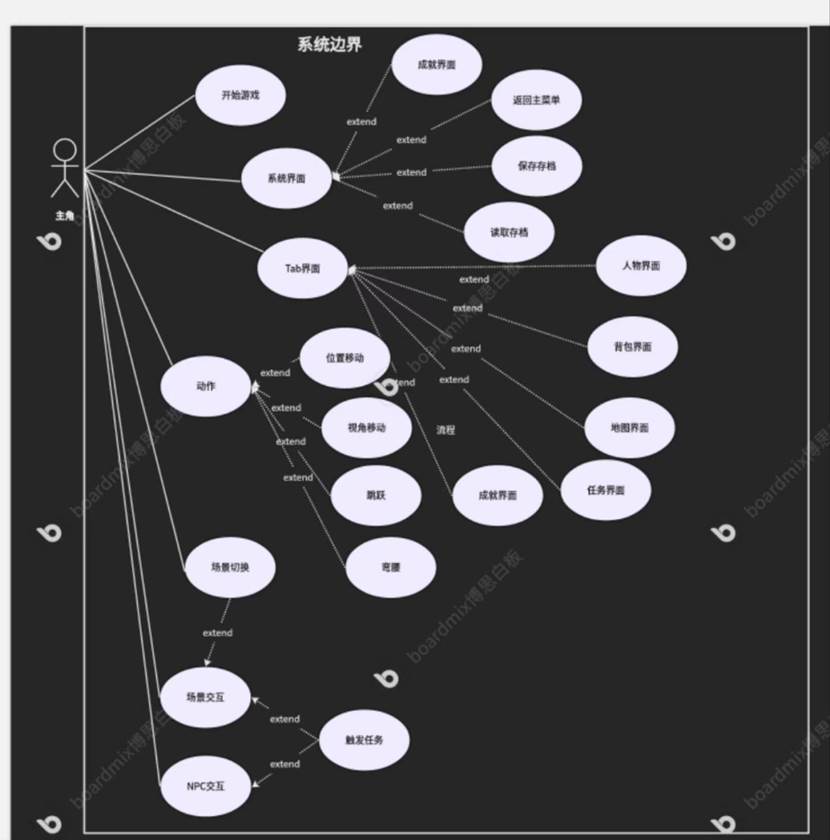 系统边界
成就界面
开始游戏
返回主菜单
extend
extend
保存存档
主角
系统界面
extend
extend
读取存档
Tab界面
人物界面
extend
extend
背包界面
位置移动
extend
extend
动作
extend
extend
extend
视角移动
流程
地图界面
extend
extend
跳跃
成就界面
任务界面
场景切换
弯腰
extend
场景交互
extend
触发任务
extend
NPC交互
boardmix博思白板
boardmix博思白板
boardmix博思白板
boardmix博思白板
boardmix博思白板
boardmix博思白板